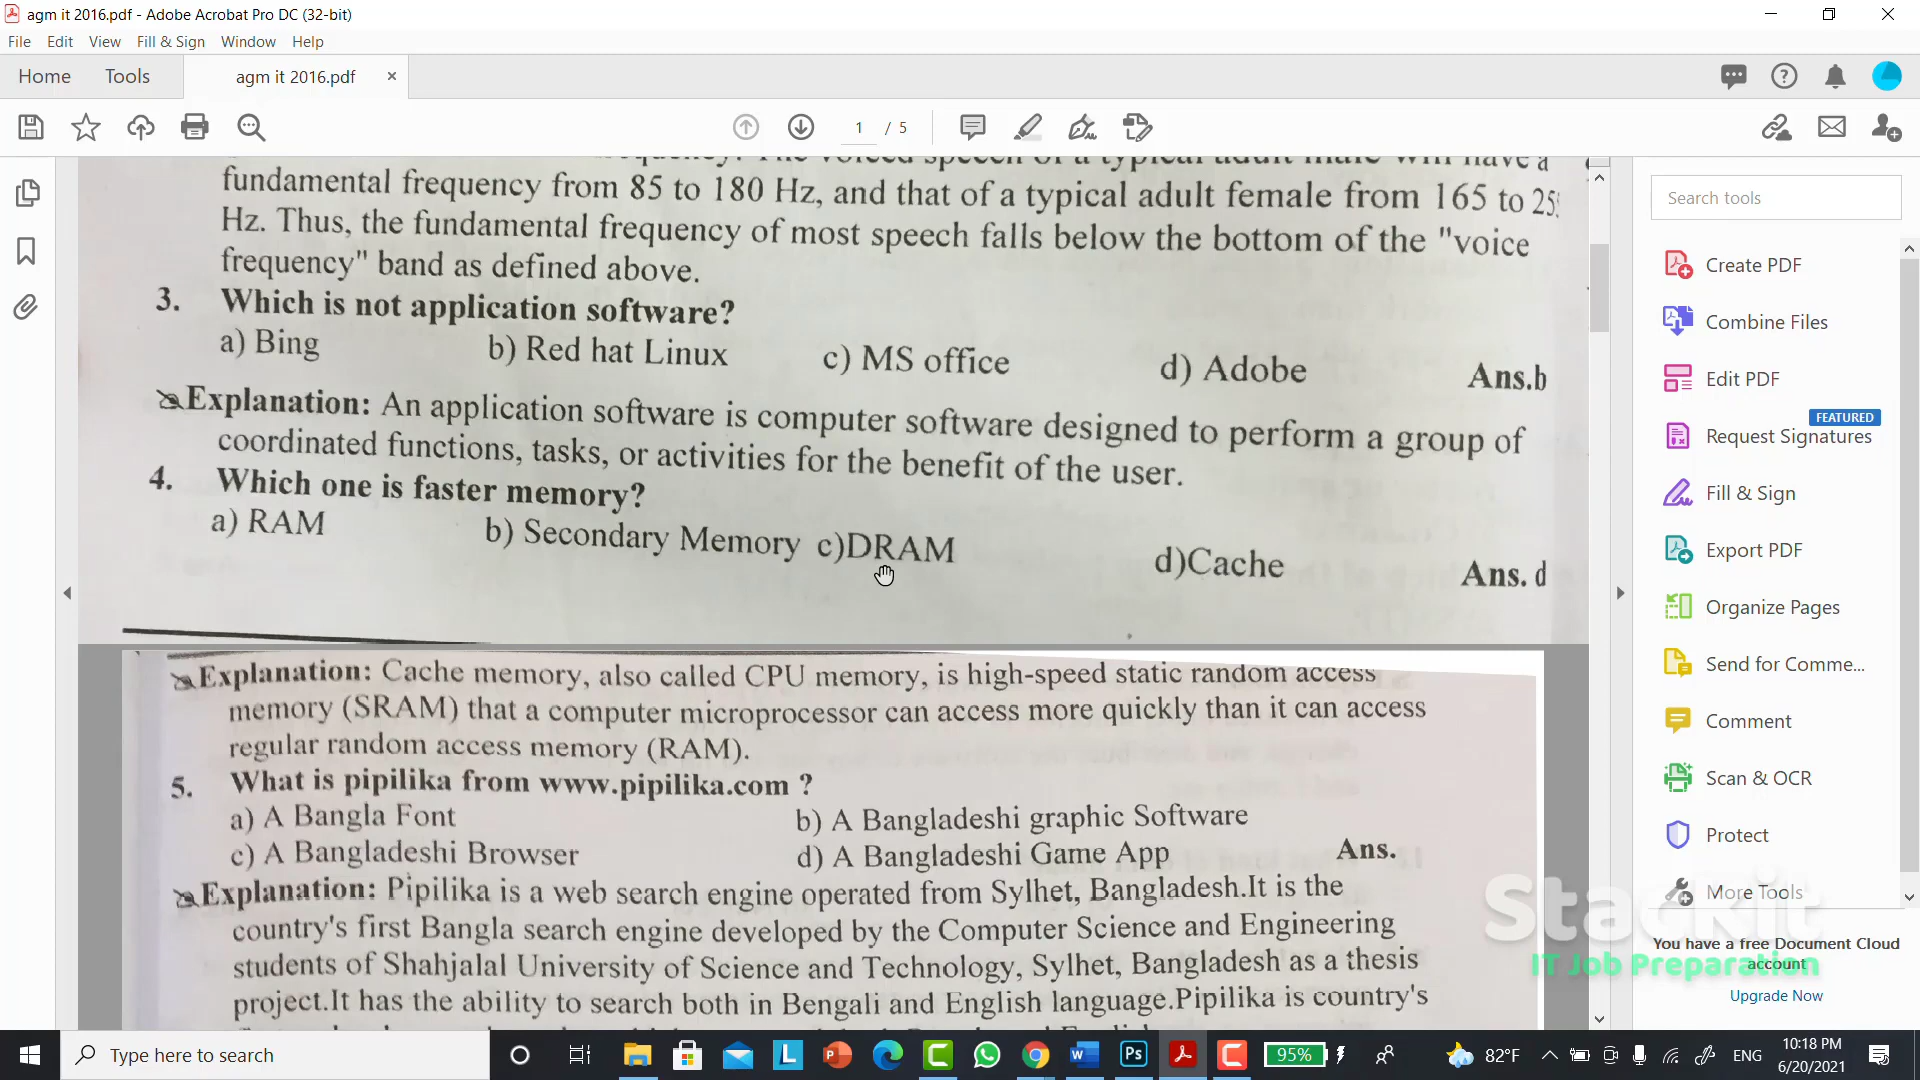 agm it 2016.pdf - Adobe Acrobat Pro DC (32-bit)
File Edit View Fill & Sign Window Help
Home Tools agm it 2016.pdf ×
1 / 5
fundamental frequency from 85 to 180 Hz, and that of a typical adult female from 165 to 25
Hz. Thus, the fundamental frequency of most speech falls below the bottom of the "voice
frequency" band as defined above.
3. Which is not application software?
a) Bing b) Red hat Linux c) MS office d) Adobe Ans.b
Explanation: An application software is computer software designed to perform a group of
coordinated functions, tasks, or activities for the benefit of the user.
4. Which one is faster memory?
a) RAM b) Secondary Memory c)DRAM d)Cache Ans. d
Explanation: Cache memory, also called CPU memory, is high-speed static random access
memory (SRAM) that a computer microprocessor can access more quickly than it can access
regular random access memory (RAM).
5. What is pipilika from www.pipilika.com ?
a) A Bangla Font b) A Bangladeshi graphic Software
c) A Bangladeshi Browser d) A Bangladeshi Game App Ans.
Explanation: Pipilika is a web search engine operated from Sylhet, Bangladesh.It is the
country's first Bangla search engine developed by the Computer Science and Engineering
students of Shahjalal University of Science and Technology, Sylhet, Bangladesh as a thesis
project.It has the ability to search both in Bengali and English language.Pipilika is country's
Search tools
Create PDF
Combine Files
Edit PDF
FEATURED
Request Signatures
Fill & Sign
Export PDF
Organize Pages
Send for Comme...
Comment
Scan & OCR
Protect
More Tools
Stackit
You have a free Document Cloud
account
IT Job Preparation
Upgrade Now
Type here to search
95%
82°F
ENG
10:18 PM
6/20/2021